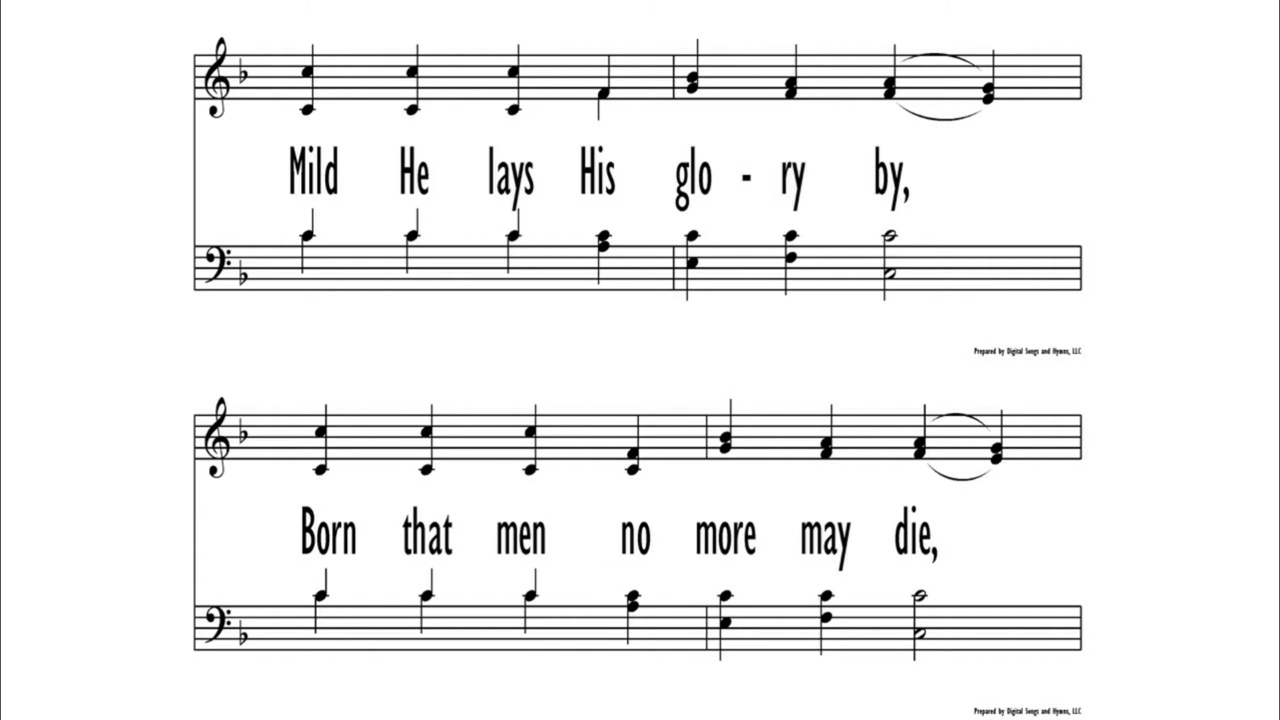 Mild He lays His glo - ry by,
Prepared by Digital Songs and Hymns, LLC
Born that men no more may die,
Prepared by Digital Songs and Hymns, LLC